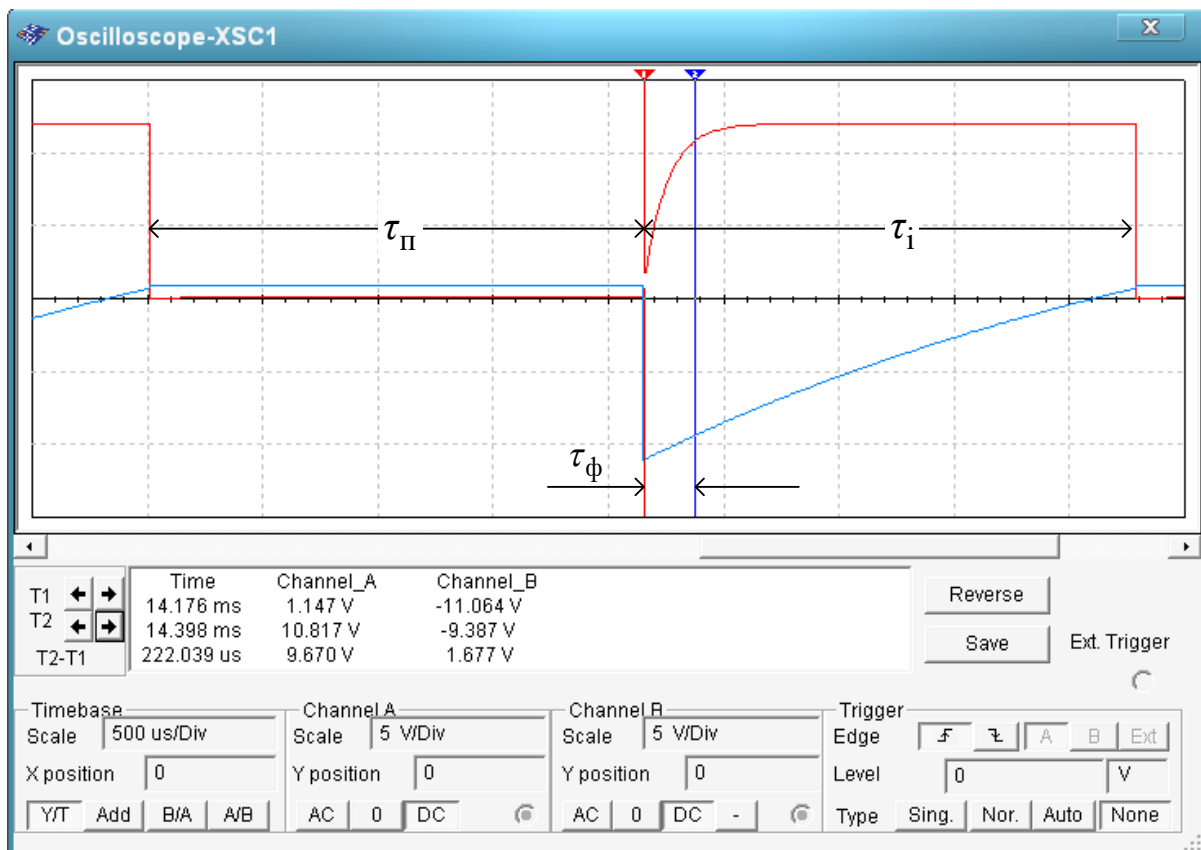 Oscilloscope-XSC1
X
1 2
τп τi
τф
T1
T2
T2-T1
Time Channel_A Channel_B
14.176 ms 1.147 V -11.064 V
14.398 ms 10.817 V -9.387 V
222.039 us 9.670 V 1.677 V
Reverse
Save
Ext. Trigger
Timebase
Scale 500 us/Div
X position 0
Y/T Add B/A A/B
Channel A
Scale 5 V/Div
Y position 0
AC 0 DC
Channel B
Scale 5 V/Div
Y position 0
AC 0 DC -
Trigger
Edge A B Ext
Level 0 V
Type Sing. Nor. Auto None